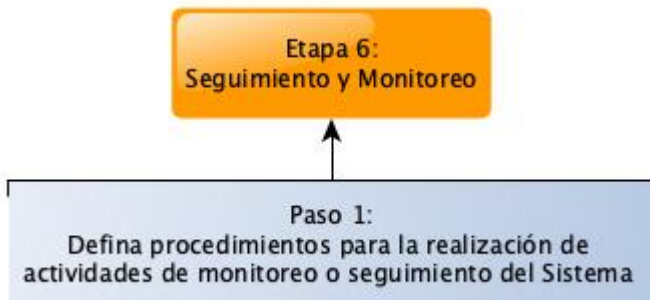 Etapa 6:
Seguimiento y Monitoreo
Paso 1:
Defina procedimientos para la realización de
actividades de monitoreo o seguimiento del Sistema